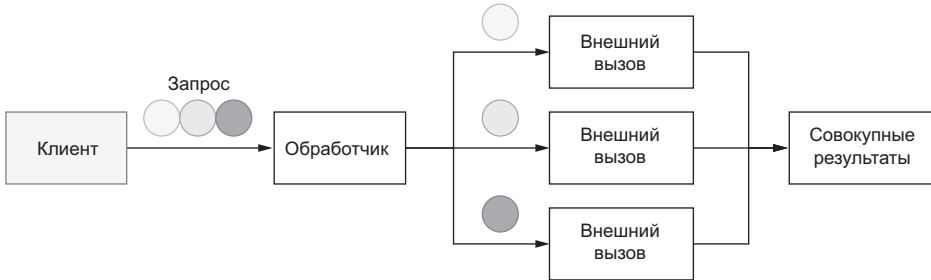 Запрос
Клиент
Обработчик
Внешний
вызов
Внешний
вызов
Внешний
вызов
Совокупные
результаты